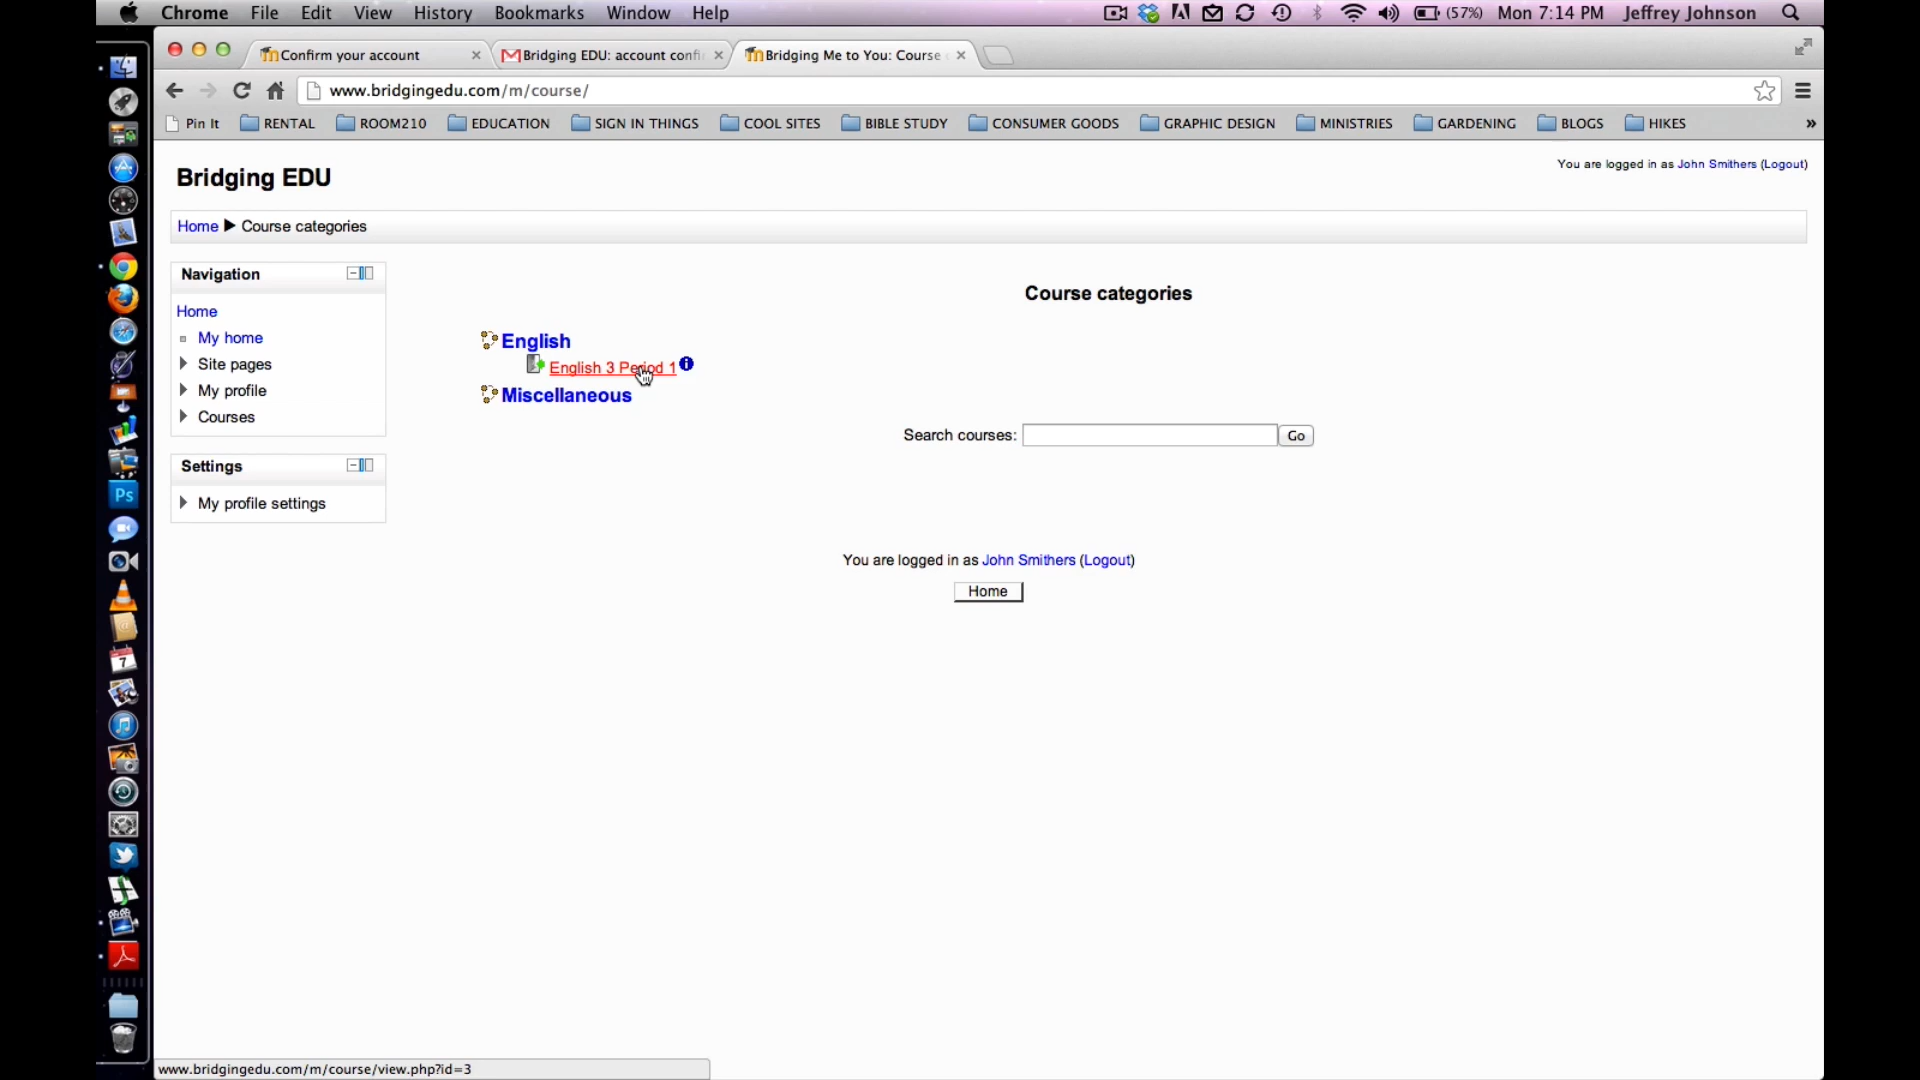 Chrome File Edit View History Bookmarks Window Help (57%) Mon 7:14 PM Jeffrey Johnson
Confirm your account Bridging EDU: account confi Bridging Me to You: Course c
www.bridgingedu.com/m/course/
Pin It RENTAL ROOM210 EDUCATION SIGN IN THINGS COOL SITES BIBLE STUDY CONSUMER GOODS GRAPHIC DESIGN MINISTRIES GARDENING BLOGS HIKES »
You are logged in as John Smithers (Logout)
Bridging EDU
Home ▶ Course categories
Navigation
Home
My home
Site pages
My profile
Courses
Settings
My profile settings
Course categories
English
English 3 Period 1
Miscellaneous
Search courses: Go
You are logged in as John Smithers (Logout)
Home
Ps
7
www.bridgingedu.com/m/course/view.php?id=3